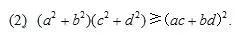 (2) (a² + b²)(c² + d²) ≥ (ac + bd)².